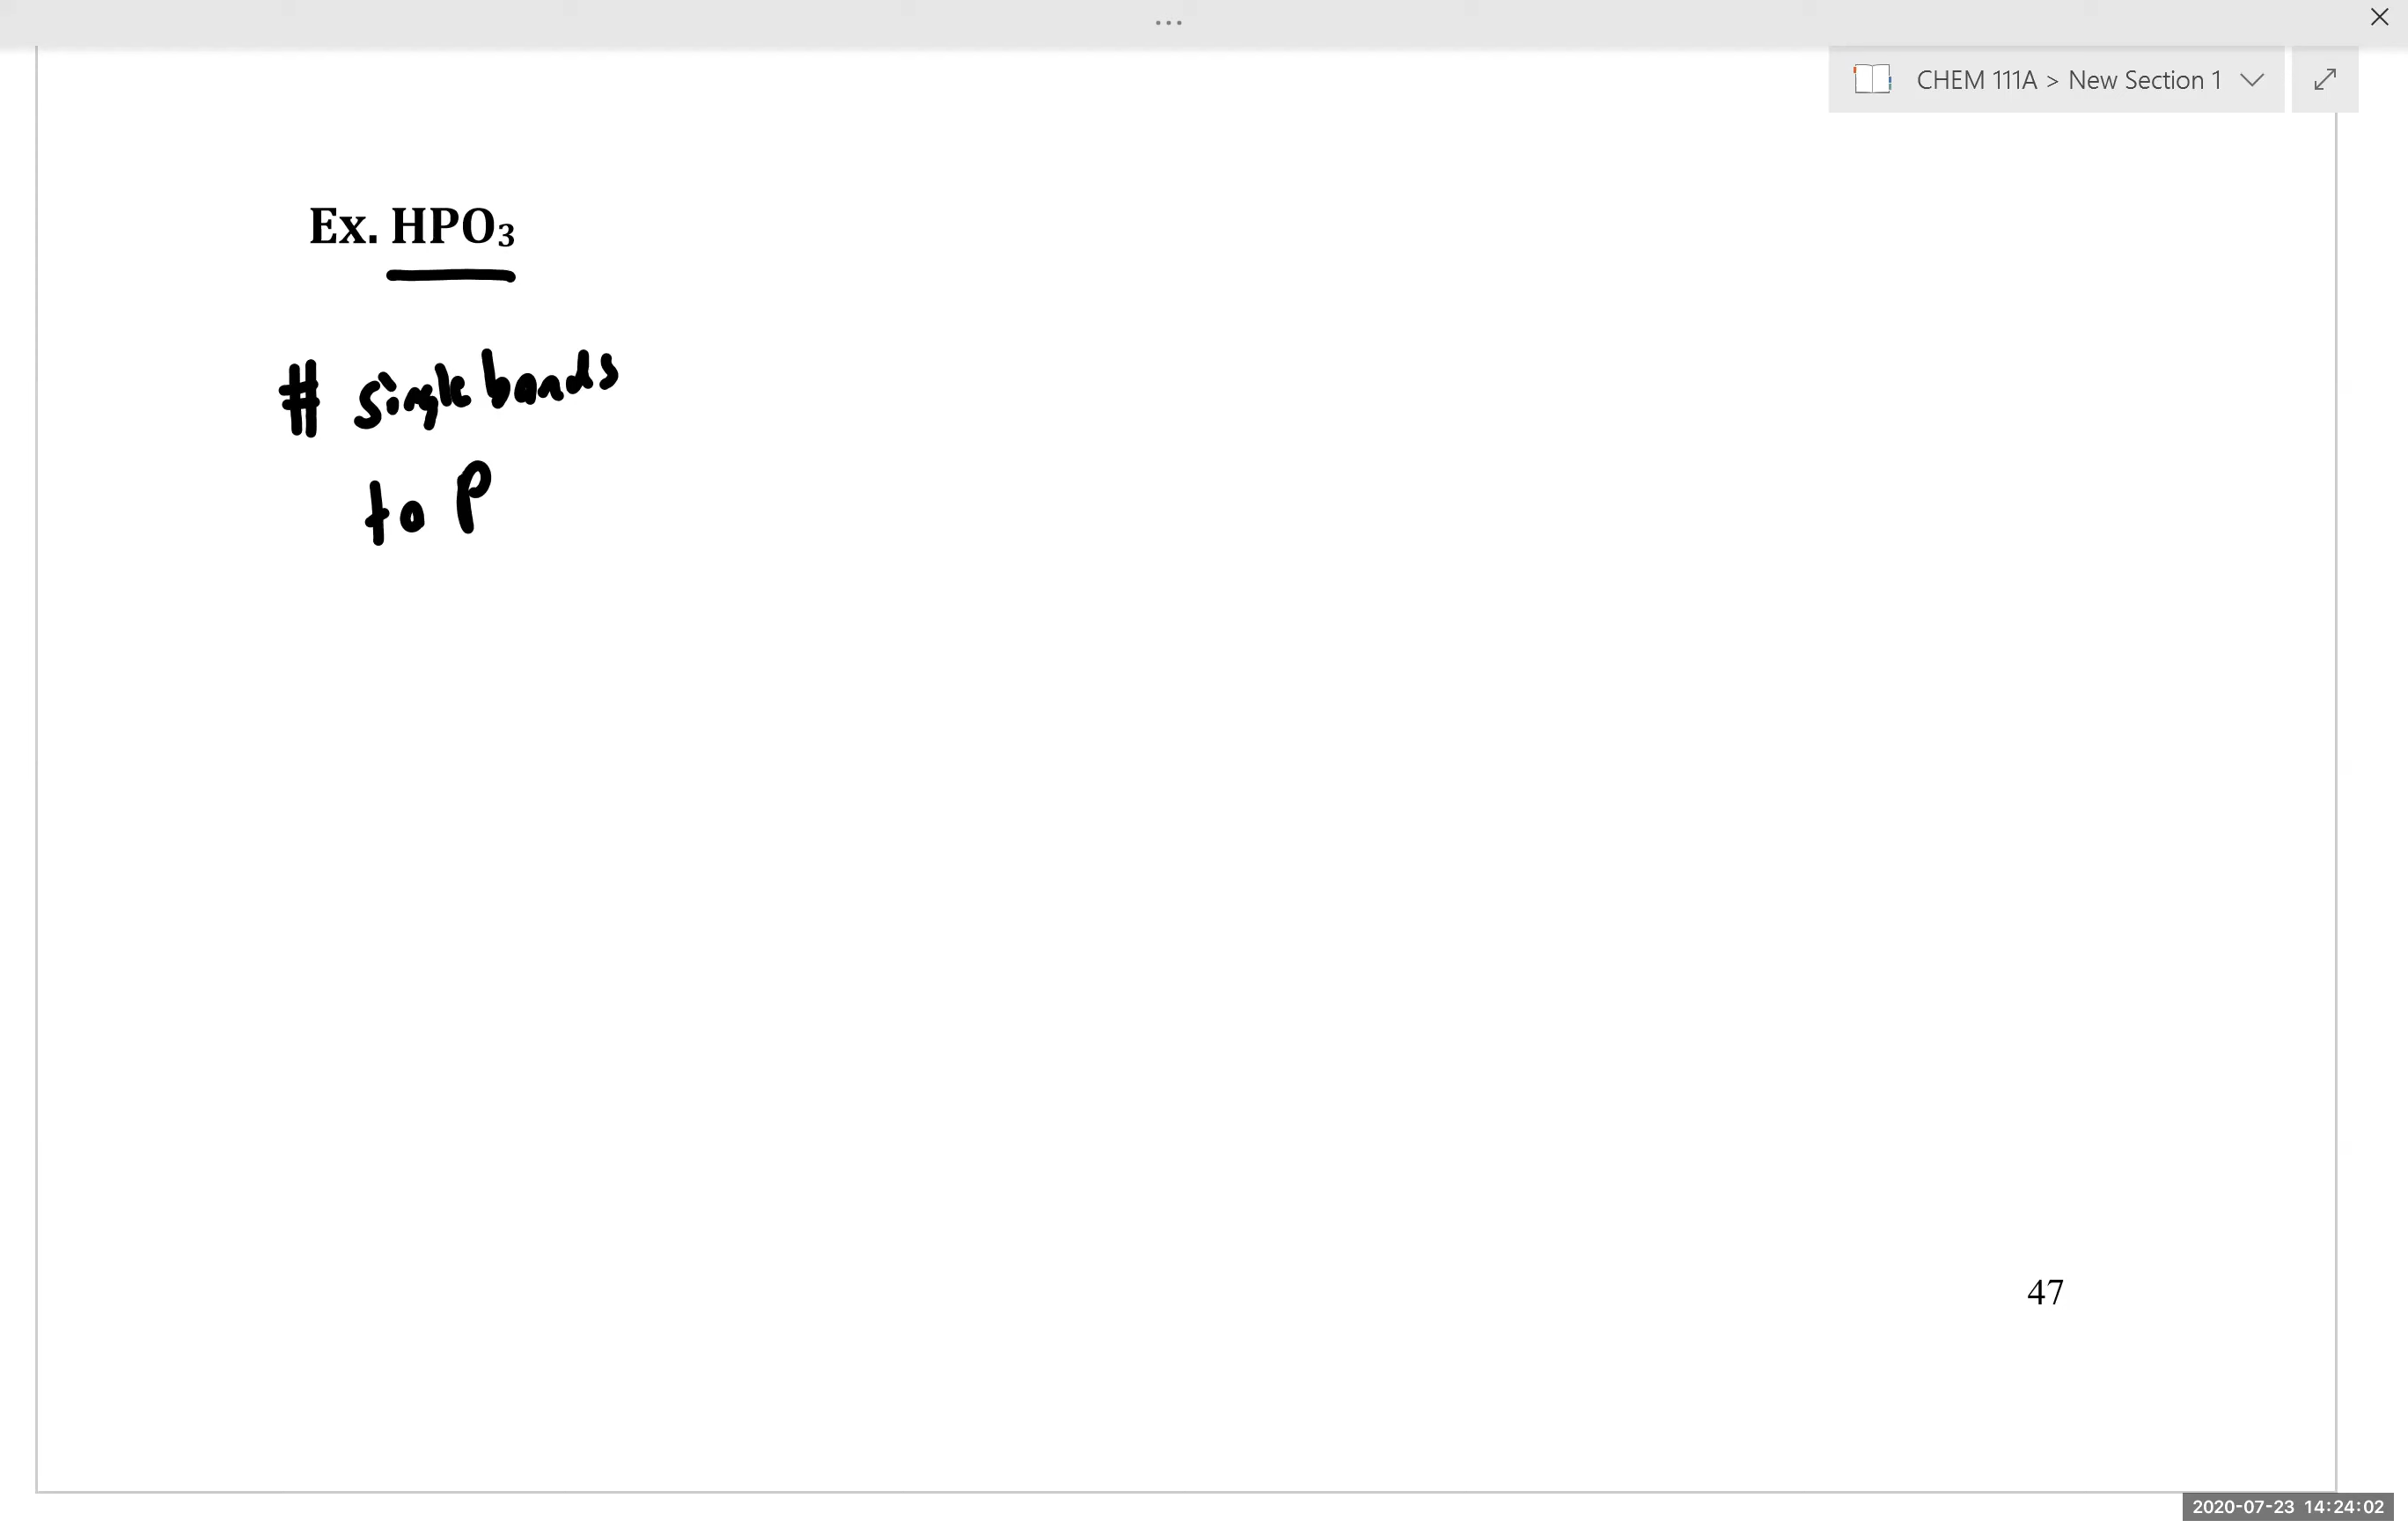 ...
CHEM 111A > New Section 1
Ex. HPO₃
# single bonds
to P
47
2020-07-23 14:24:02